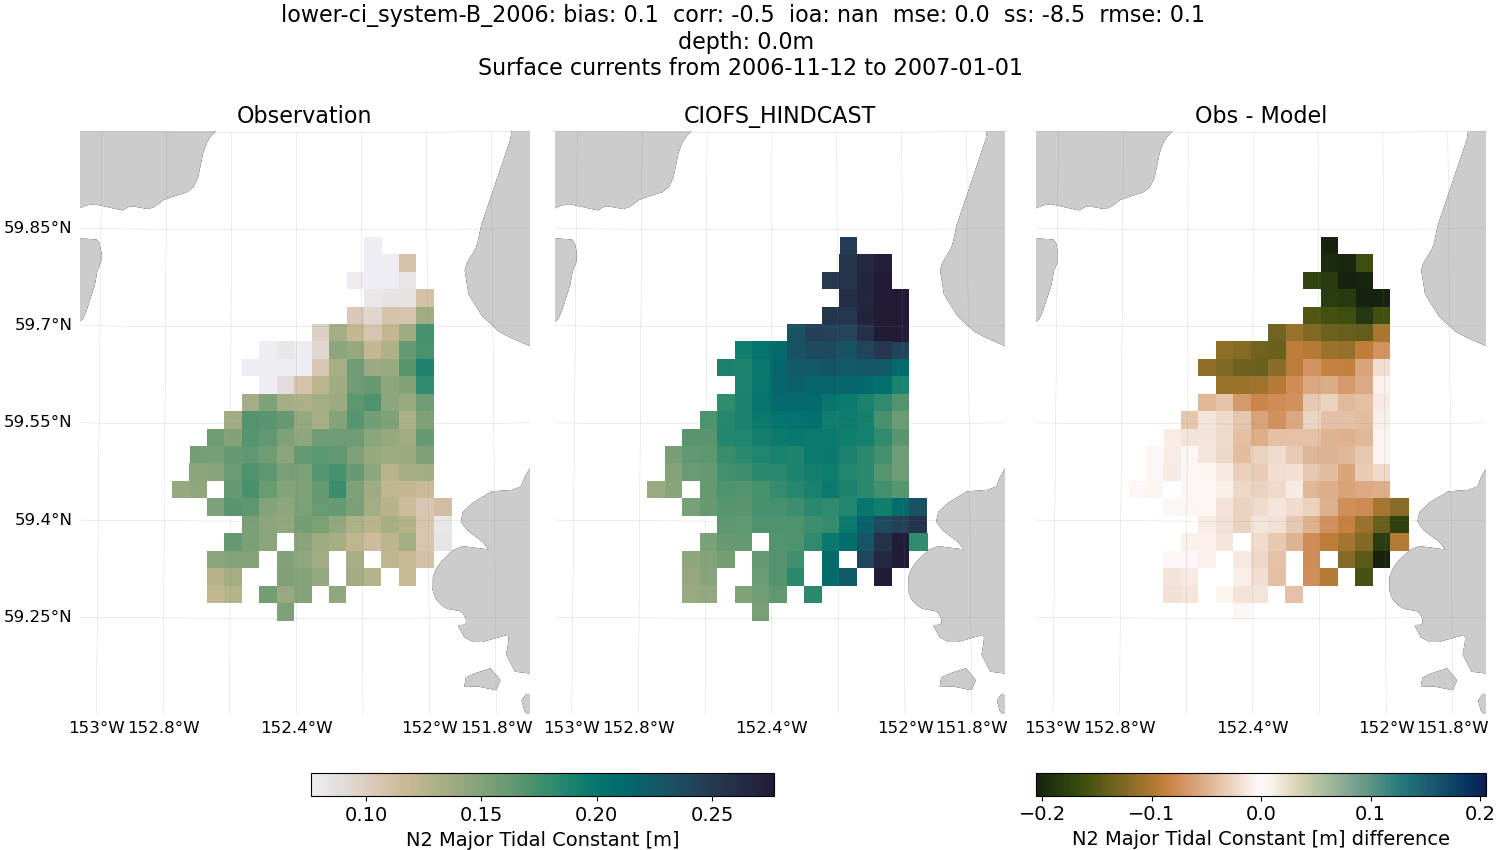 lower-ci_system-B_2006: bias: 0.1  corr: -0.5  ioa: nan  mse: 0.0  ss: -8.5  rmse: 0.1
depth: 0.0m
Surface currents from 2006-11-12 to 2007-01-01
Observation
CIOFS_HINDCAST
Obs - Model
59.85°N
59.7°N
59.55°N
59.4°N
59.25°N
153°W 152.8°W 152.4°W 152°W 151.8°W
153°W 152.8°W 152.4°W 152°W 151.8°W
153°W 152.8°W 152.4°W 152°W 151.8°W
0.10 0.15 0.20 0.25
N2 Major Tidal Constant [m]
−0.2 −0.1 0.0 0.1 0.2
N2 Major Tidal Constant [m] difference